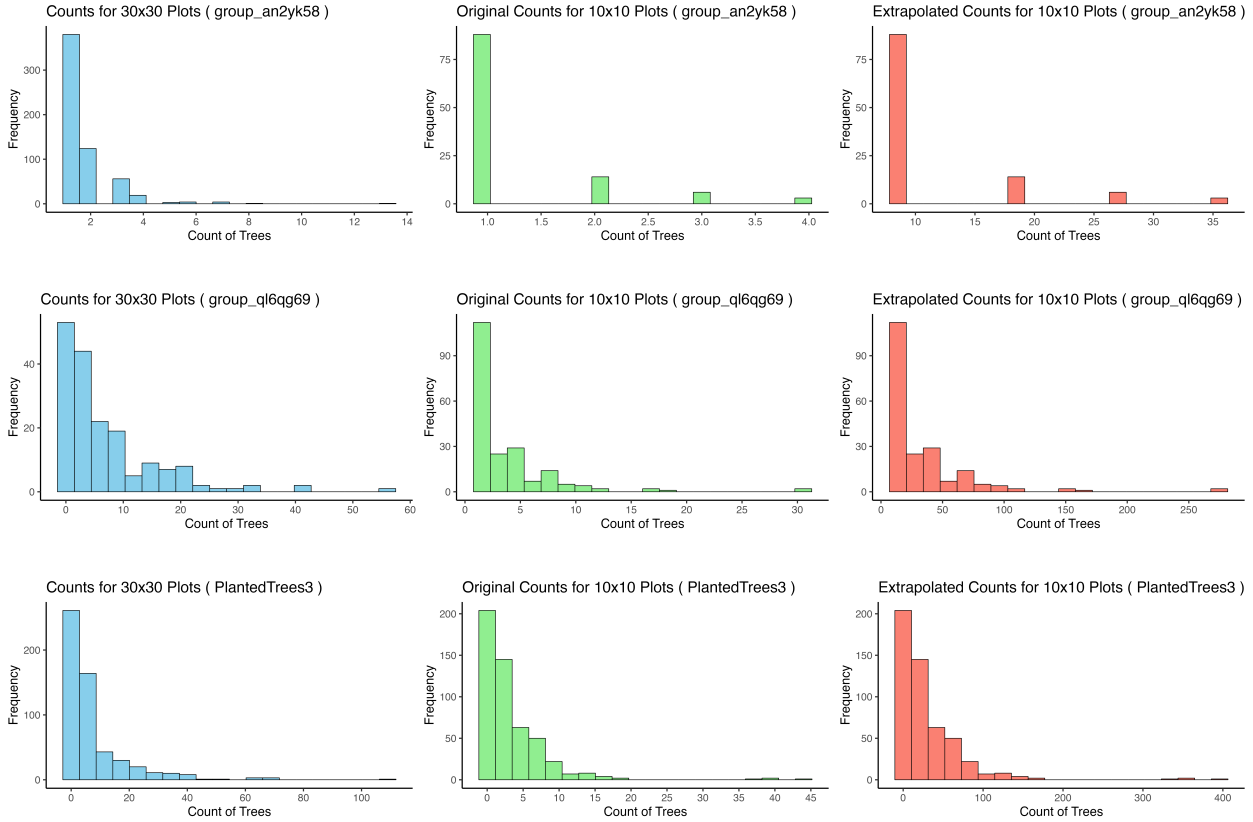 Counts for 30x30 Plots ( group_an2yk58 )
Original Counts for 10x10 Plots ( group_an2yk58 )
Extrapolated Counts for 10x10 Plots ( group_an2yk58 )
Frequency
300
200
100
0
2 4 6 8 10 12 14
Count of Trees
Frequency
75
50
25
0
1.0 1.5 2.0 2.5 3.0 3.5 4.0
Count of Trees
Frequency
75
50
25
0
10 15 20 25 30 35
Count of Trees
Counts for 30x30 Plots ( group_ql6qg69 )
Original Counts for 10x10 Plots ( group_ql6qg69 )
Extrapolated Counts for 10x10 Plots ( group_ql6qg69 )
Frequency
40
20
0
0 10 20 30 40 50 60
Count of Trees
Frequency
90
60
30
0
0 5 10 15 20 25 30
Count of Trees
Frequency
90
60
30
0
0 50 100 150 200 250
Count of Trees
Counts for 30x30 Plots ( PlantedTrees3 )
Original Counts for 10x10 Plots ( PlantedTrees3 )
Extrapolated Counts for 10x10 Plots ( PlantedTrees3 )
Frequency
200
100
0
0 20 40 60 80 100
Count of Trees
Frequency
200
150
100
50
0
0 5 10 15 20 25 30 35 40 45
Count of Trees
Frequency
200
150
100
50
0
0 100 200 300 400
Count of Trees